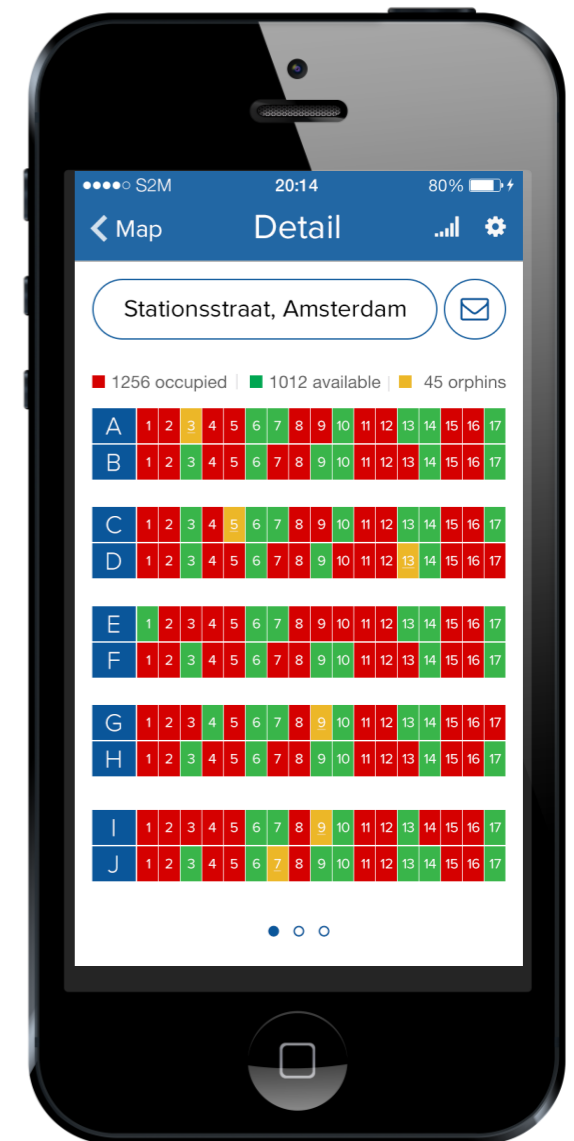 S2M 20:14 80%
Map Detail
Stationsstraat, Amsterdam
1256 occupied 1012 available 45 orphins
A 1 2 3 4 5 6 7 8 9 10 11 12 13 14 15 16 17
B 1 2 3 4 5 6 7 8 9 10 11 12 13 14 15 16 17
C 1 2 3 4 5 6 7 8 9 10 11 12 13 14 15 16 17
D 1 2 3 4 5 6 7 8 9 10 11 12 13 14 15 16 17
E 1 2 3 4 5 6 7 8 9 10 11 12 13 14 15 16 17
F 1 2 3 4 5 6 7 8 9 10 11 12 13 14 15 16 17
G 1 2 3 4 5 6 7 8 9 10 11 12 13 14 15 16 17
H 1 2 3 4 5 6 7 8 9 10 11 12 13 14 15 16 17
I 1 2 3 4 5 6 7 8 9 10 11 12 13 14 15 16 17
J 1 2 3 4 5 6 7 8 9 10 11 12 13 14 15 16 17